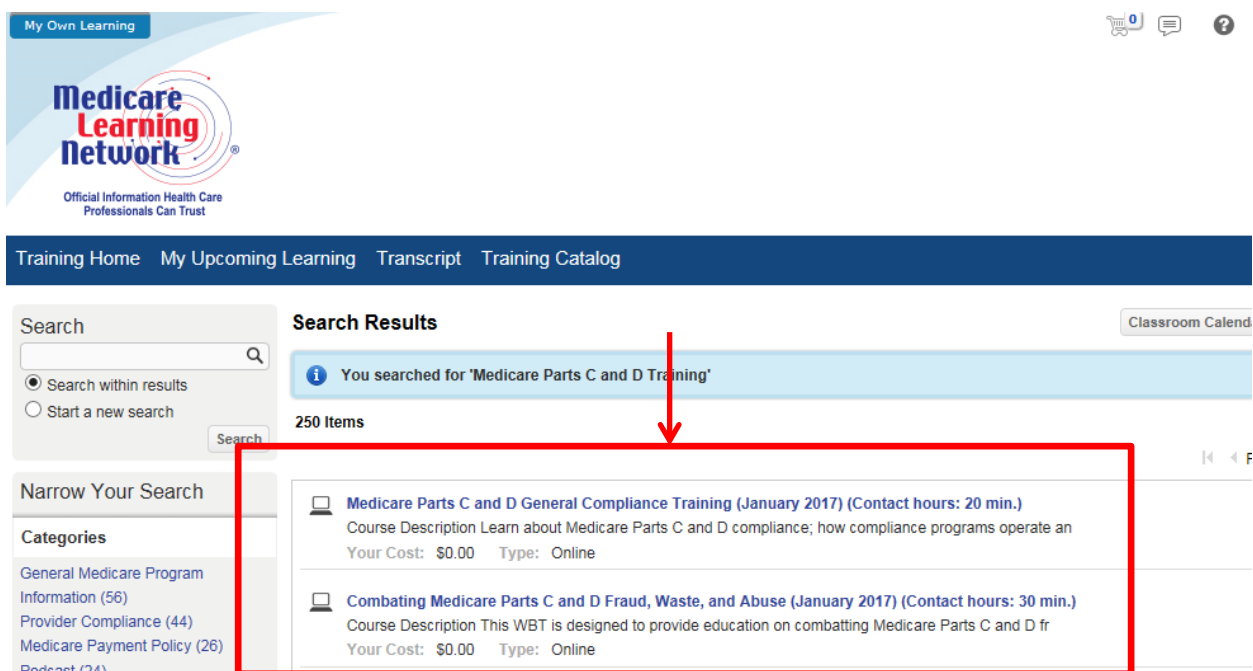 My Own Learning
0
?
Medicare
Learning
Network
®
Official Information Health Care
Professionals Can Trust
Training Home My Upcoming Learning Transcript Training Catalog
Search
Search within results
Start a new search
Search
Narrow Your Search
Categories
General Medicare Program
Information (56)
Provider Compliance (44)
Medicare Payment Policy (26)
Podcast (24)
Search Results
Classroom Calend
i You searched for 'Medicare Parts C and D Training'
250 Items
Medicare Parts C and D General Compliance Training (January 2017) (Contact hours: 20 min.)
Course Description Learn about Medicare Parts C and D compliance; how compliance programs operate an
Your Cost: $0.00 Type: Online
Combating Medicare Parts C and D Fraud, Waste, and Abuse (January 2017) (Contact hours: 30 min.)
Course Description This WBT is designed to provide education on combatting Medicare Parts C and D fr
Your Cost: $0.00 Type: Online